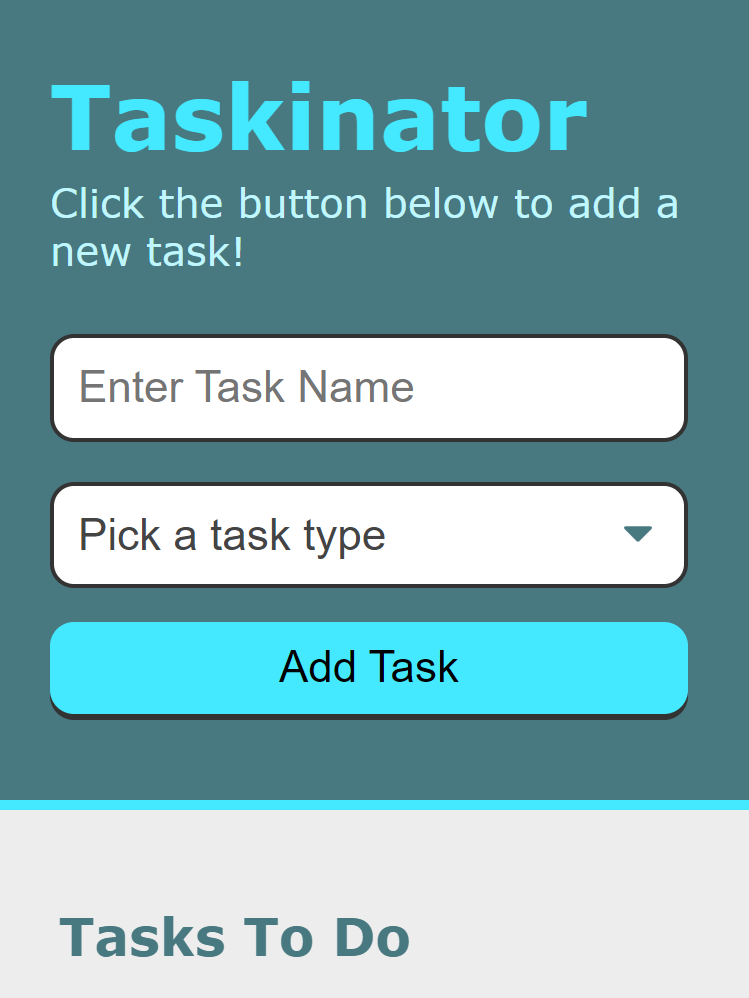 Taskinator
Click the button below to add a
new task!
Enter Task Name
Pick a task type
Add Task
Tasks To Do